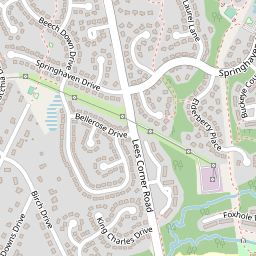 Laurel Lane
Beech Down Drive
Springhaven Drive
Springhaven
Bellerose Drive
Elderberry Place
Lees Corner Road
Birch Drive
King Charles Drive
Foxhole
Downs Drive